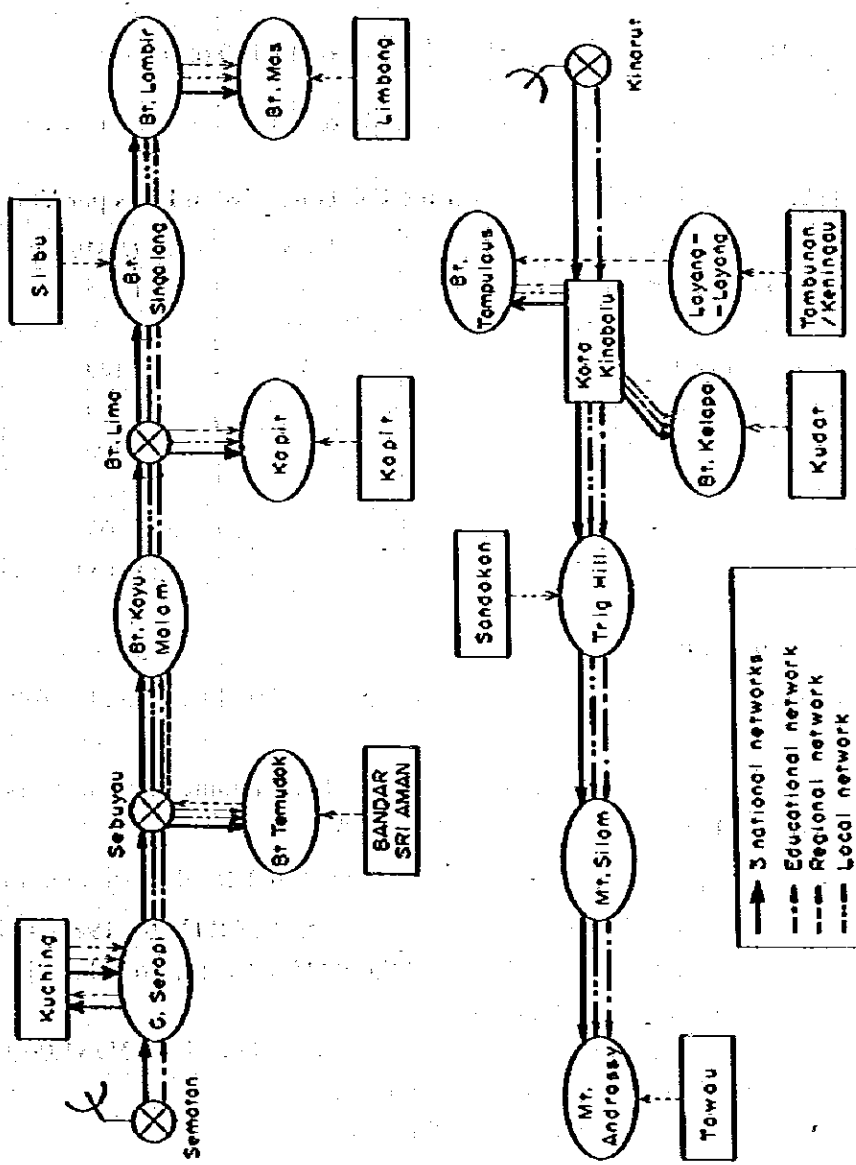 Sematan
Kuching
G. Serapi
Sebuyau
Bt Temudok
BANDAR
SRI AMAN
Bt. Kayu
Malam
Bt. Lima
Kapit
Kapit
Sibu
Bt.
Singalang
Bt. Lambir
Bt. Mas
Limbang
Mt.
Andrassy
Tawau
Mt. Silam
Sandakan
Trig Hill
Bt.
Tampulaus
Kota
Kinabalu
Bt. Kelapa
Kudat
Layang-
-Layang
Tambunan
/Keningau
Kinarut
3 national networks
Educational network
Regional network
Local network